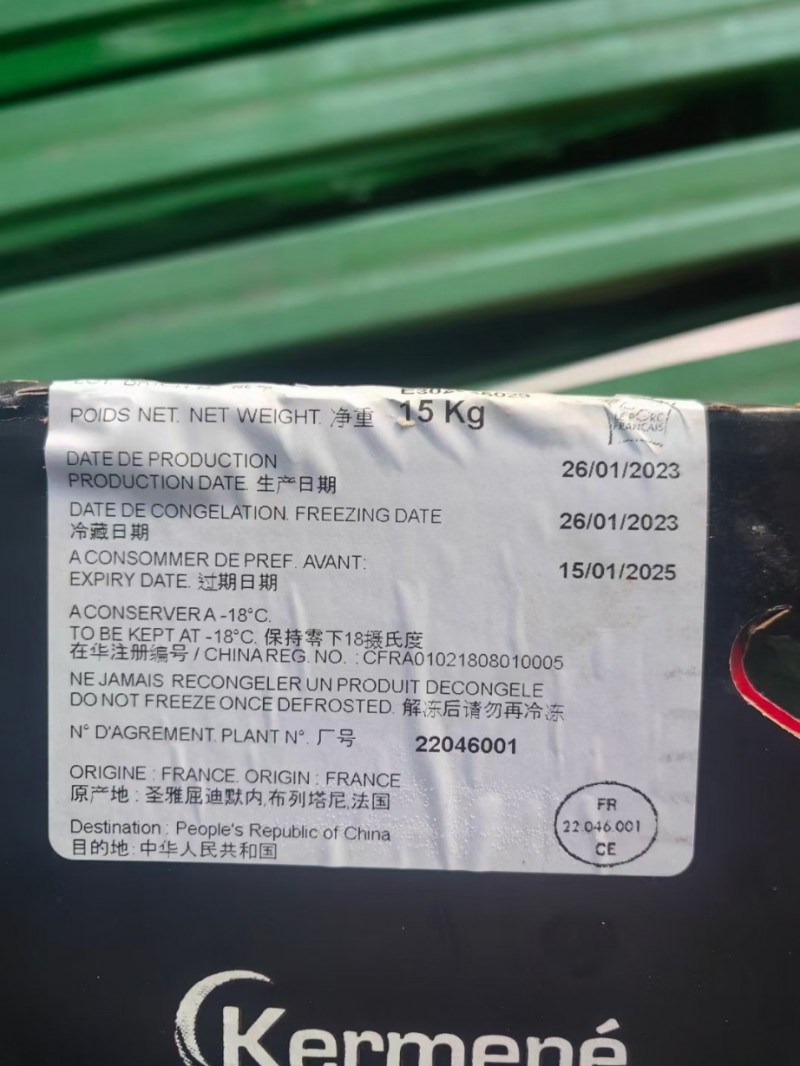 POIDS NET. NET WEIGHT. 净重 15 Kg
LE PORC
FRANÇAIS
DATE DE PRODUCTION
PRODUCTION DATE. 生产日期 26/01/2023
DATE DE CONGELATION. FREEZING DATE 26/01/2023
冷藏日期
A CONSOMMER DE PREF. AVANT:
EXPIRY DATE. 过期日期 15/01/2025
A CONSERVER A -18°C.
TO BE KEPT AT -18°C. 保持零下18摄氏度
在华注册编号 / CHINA REG. NO. : CFRA01021808010005
NE JAMAIS RECONGELER UN PRODUIT DECONGELE
DO NOT FREEZE ONCE DEFROSTED. 解冻后请勿再冷冻
N° D'AGREMENT. PLANT N°. 厂号 22046001
ORIGINE : FRANCE. ORIGIN : FRANCE
原产地 : 圣雅屈迪默内,布列塔尼,法国
Destination : People's Republic of China
目的地: 中华人民共和国
FR
22.046.001
CE
Kermené